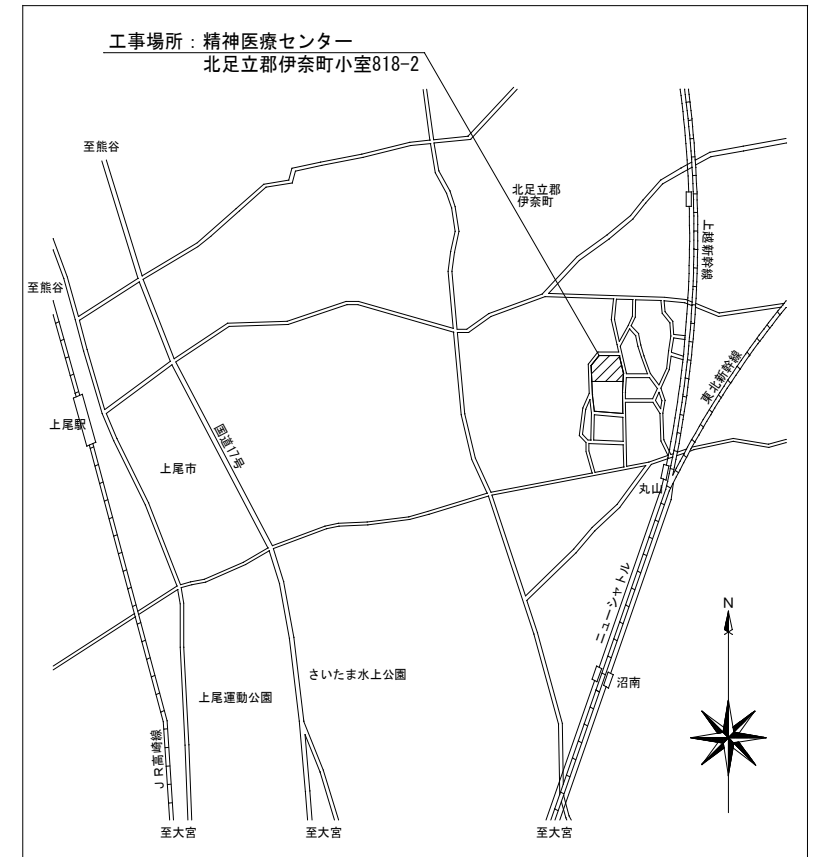 工事場所：精神医療センター
北足立郡伊奈町小室818-2
至熊谷
北足立郡
伊奈町
上越新幹線
至熊谷
東北新幹線
上尾駅
国道17号
上尾市
丸山
ニューシャトル
N
さいたま水上公園
沼南
上尾運動公園
JR高崎線
至大宮
至大宮
至大宮